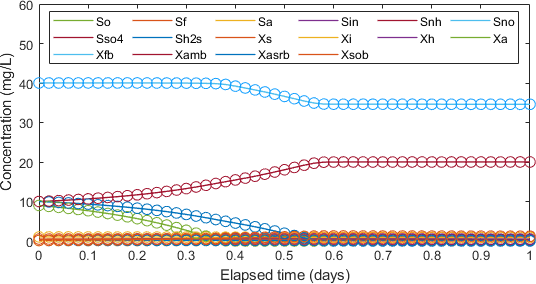 60
50
40
30
20
10
0
Concentration (mg/L)
So Sf Sa Sin Snh Sno
Sso4 Sh2s Xs Xi Xh Xa
Xfb Xamb Xasrb Xsob
0 0.1 0.2 0.3 0.4 0.5 0.6 0.7 0.8 0.9 1
Elapsed time (days)